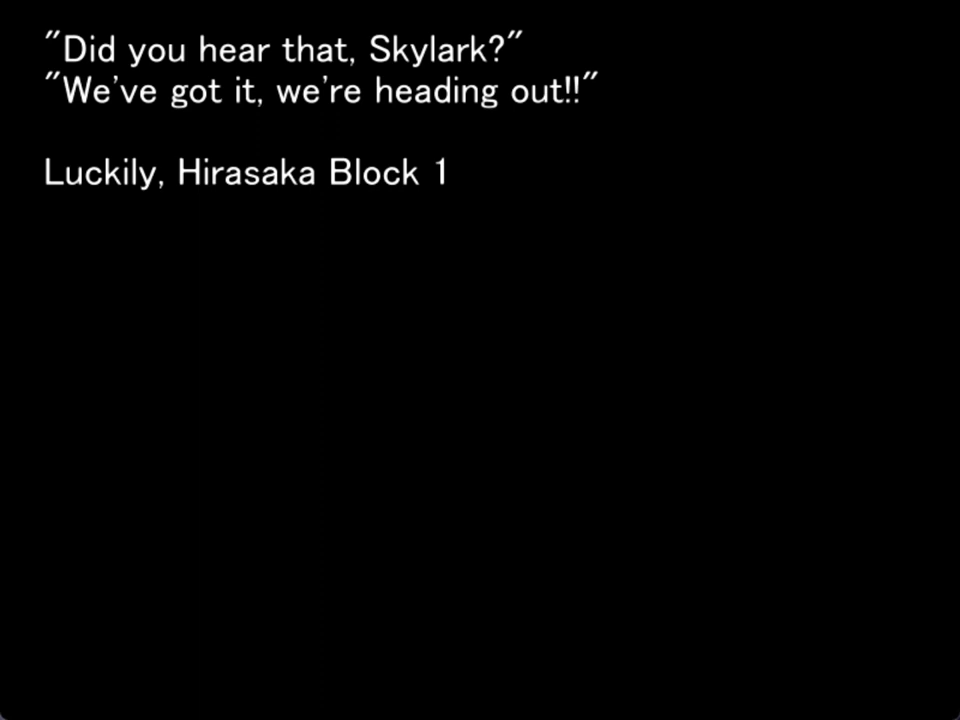 "Did you hear that, Skylark?"
"We've got it, we're heading out!!"
Luckily, Hirasaka Block 1